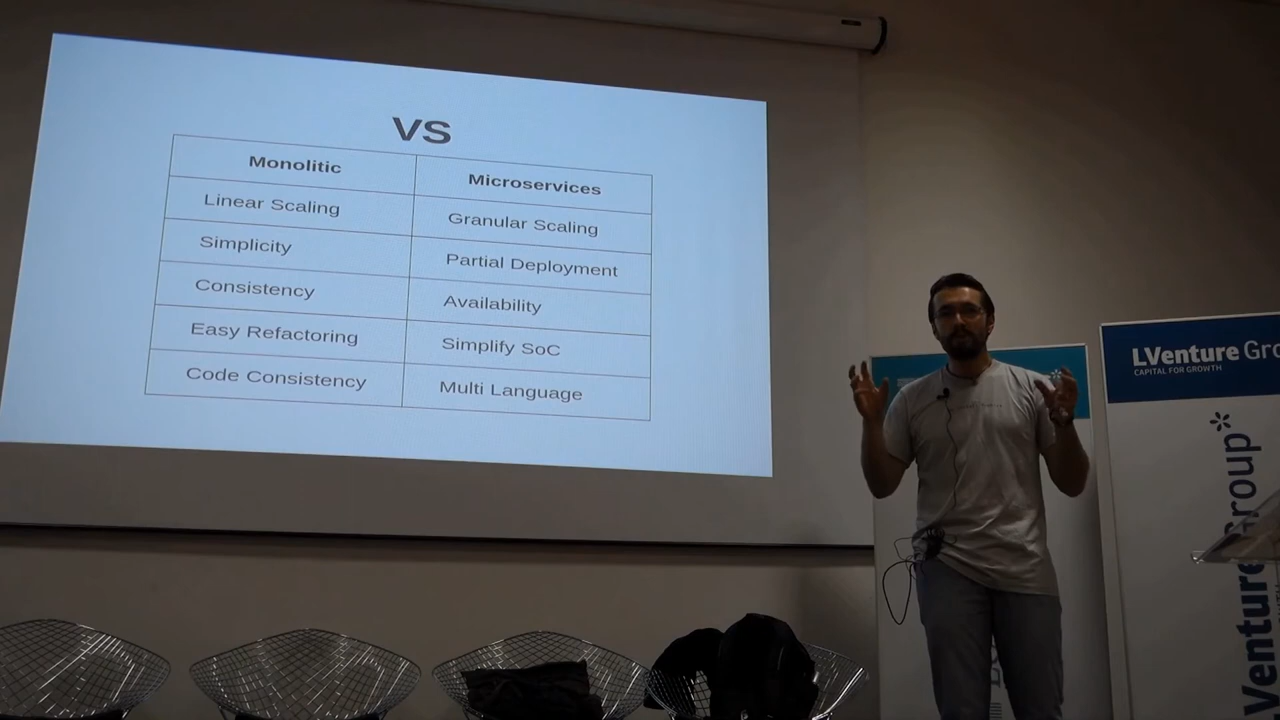 VS
Monolitic
Microservices
Linear Scaling
Granular Scaling
Simplicity
Partial Deployment
Consistency
Availability
Easy Refactoring
Simplify SoC
Code Consistency
Multi Language
LVenture Gro
CAPITAL FOR GROWTH
Venture Group*